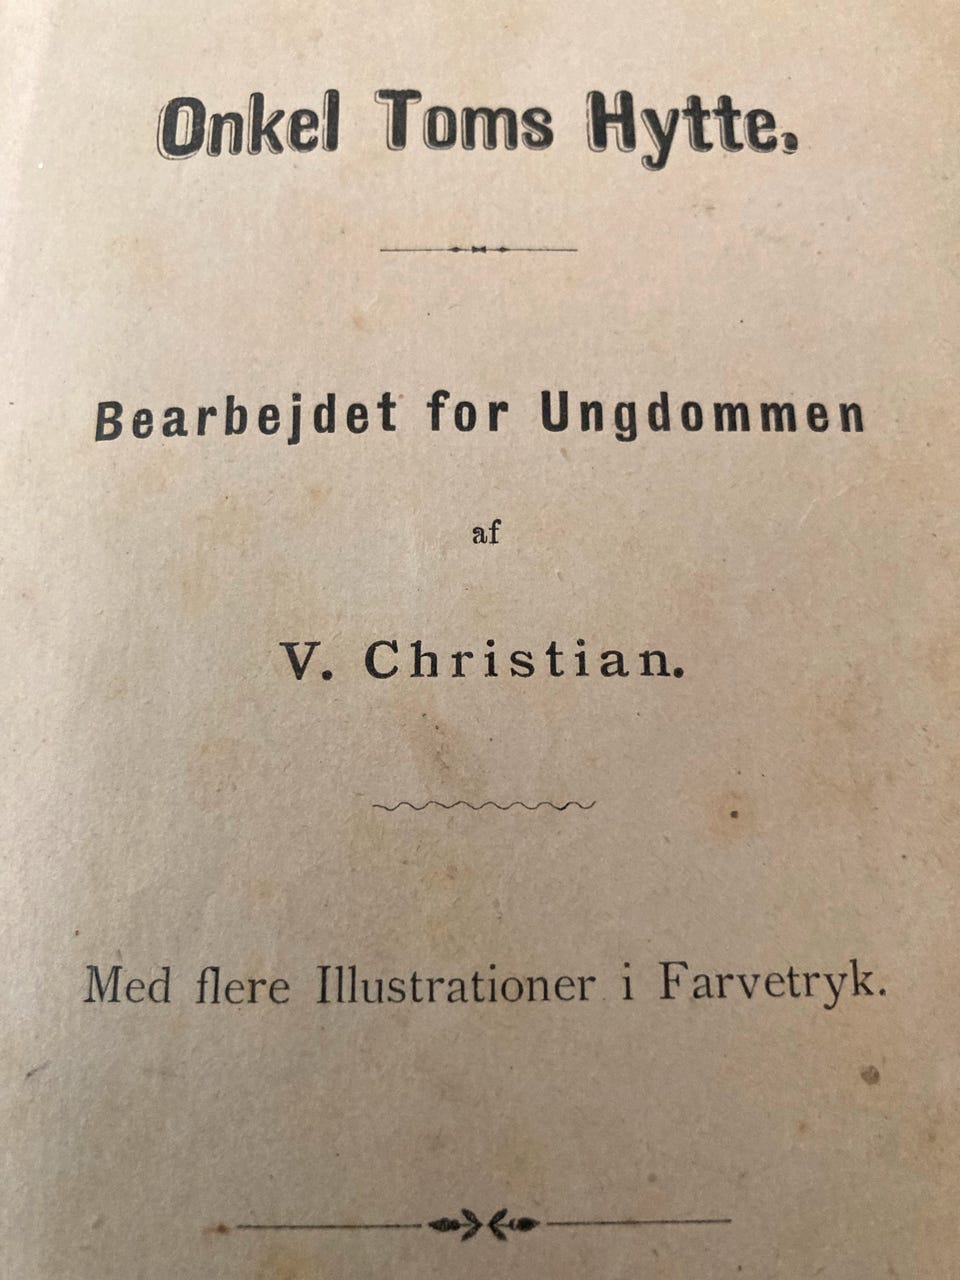 Onkel Toms Hytte.
Bearbejdet for Ungdommen
af
V. Christian.
Med flere Illustrationer i Farvetryk.